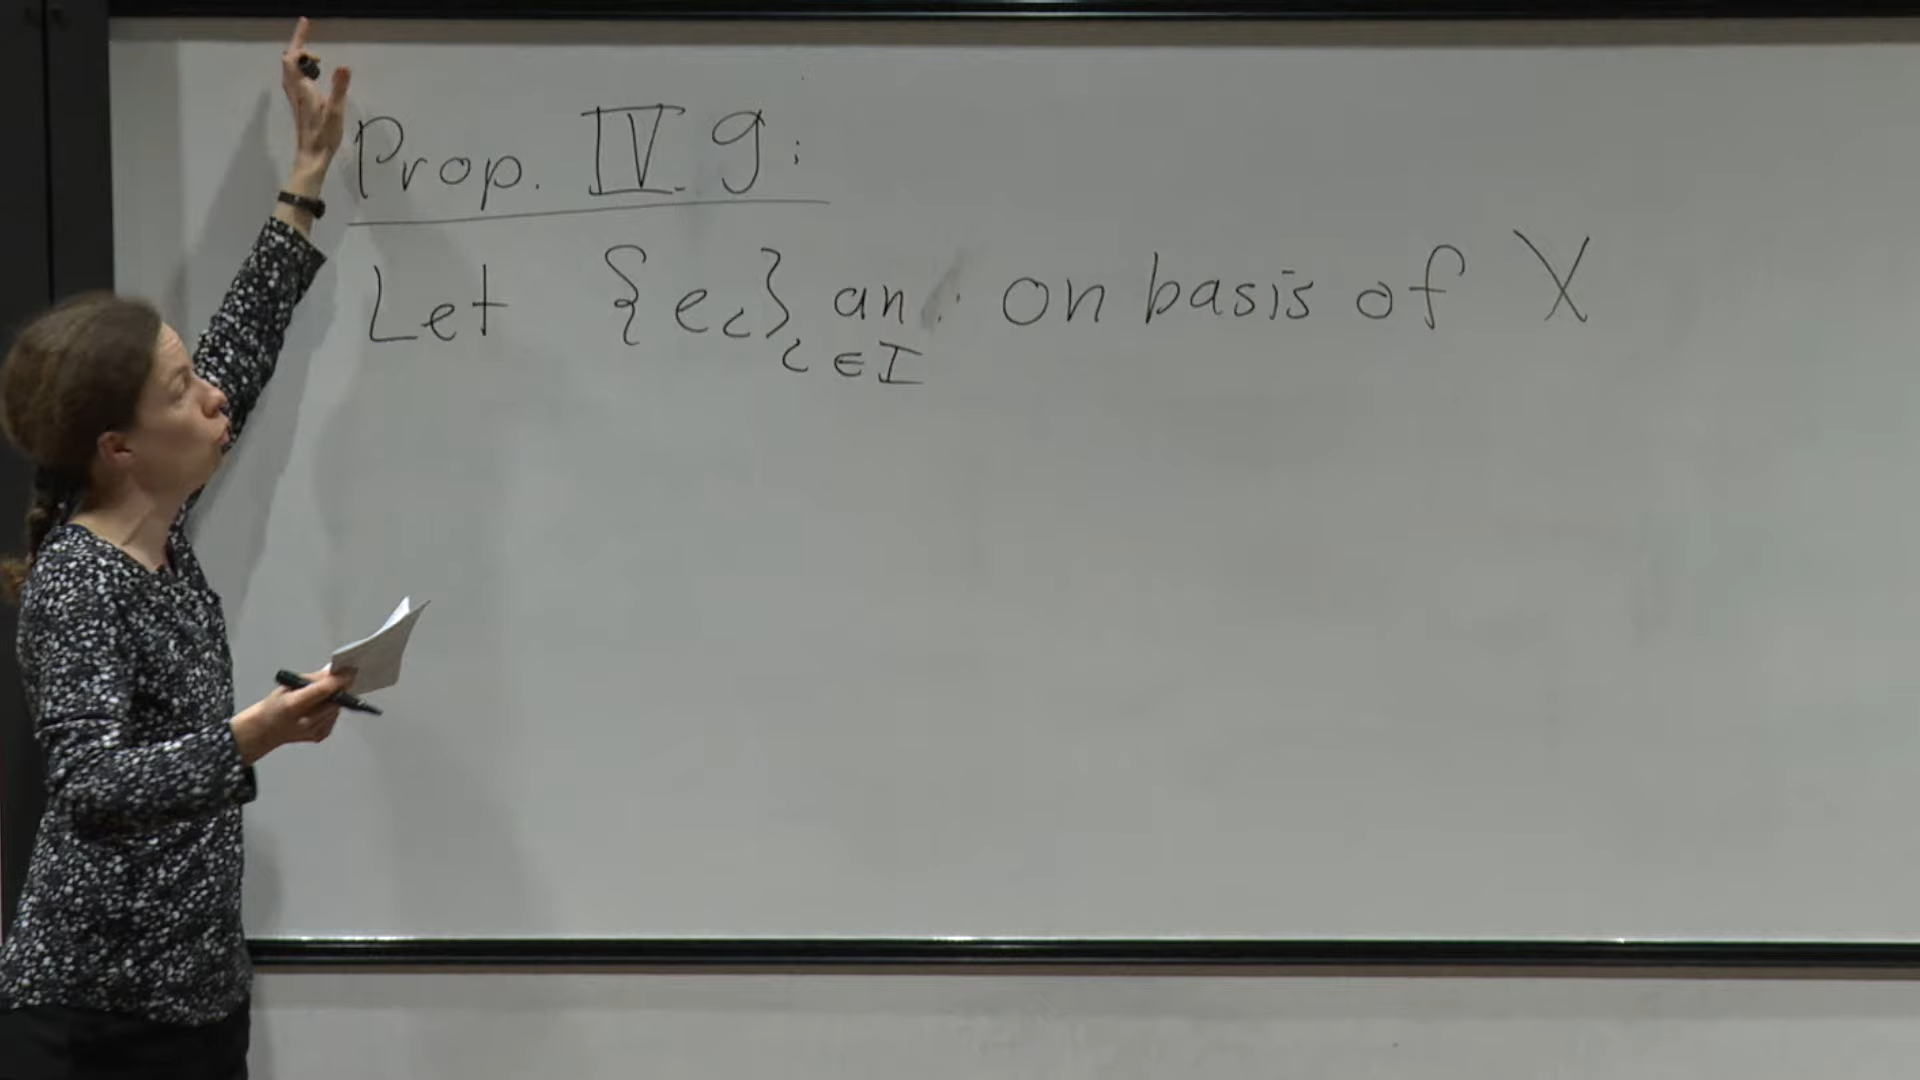 Prop. IV.9:
Let {eι}ι∈I an on basis of X